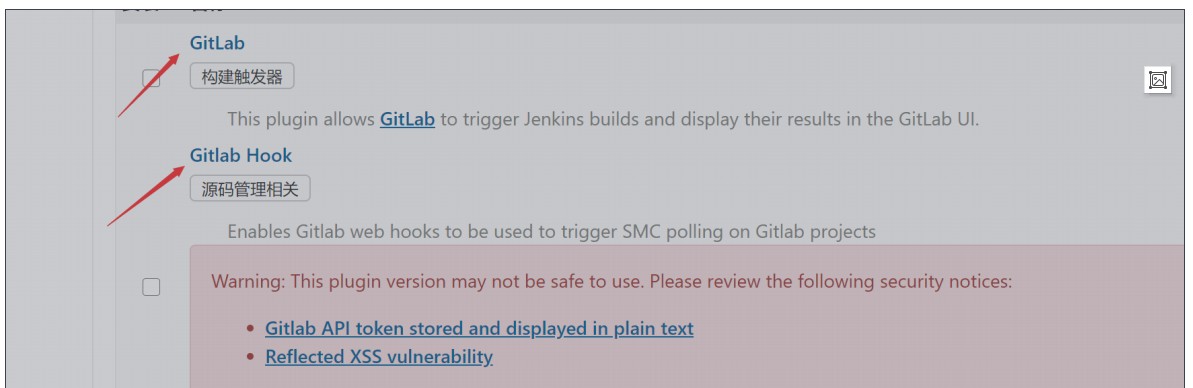 GitLab
构建触发器
This plugin allows GitLab to trigger Jenkins builds and display their results in the GitLab UI.
Gitlab Hook
源码管理相关
Enables Gitlab web hooks to be used to trigger SMC polling on Gitlab projects
Warning: This plugin version may not be safe to use. Please review the following security notices:
• Gitlab API token stored and displayed in plain text
• Reflected XSS vulnerability